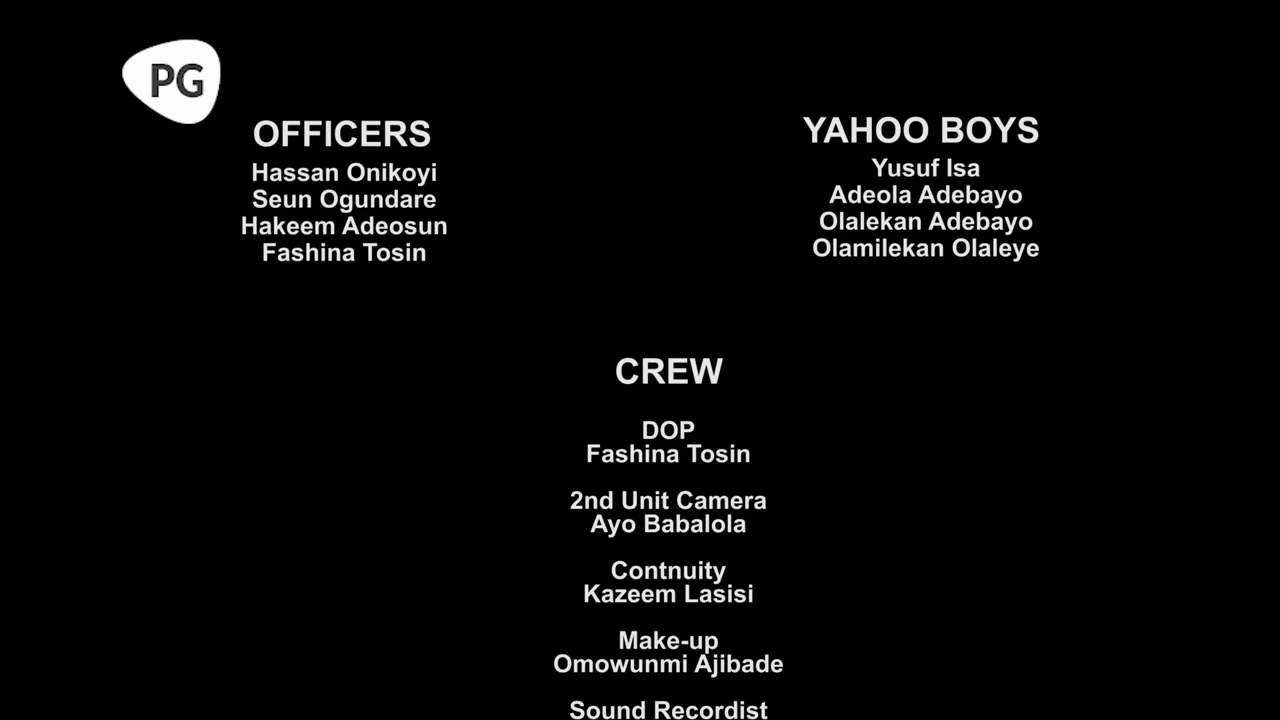 PG
OFFICERS
Hassan Onikoyi
Seun Ogundare
Hakeem Adeosun
Fashina Tosin
YAHOO BOYS
Yusuf Isa
Adeola Adebayo
Olalekan Adebayo
Olamilekan Olaleye
CREW
DOP
Fashina Tosin
2nd Unit Camera
Ayo Babalola
Contnuity
Kazeem Lasisi
Make-up
Omowunmi Ajibade
Sound Recordist